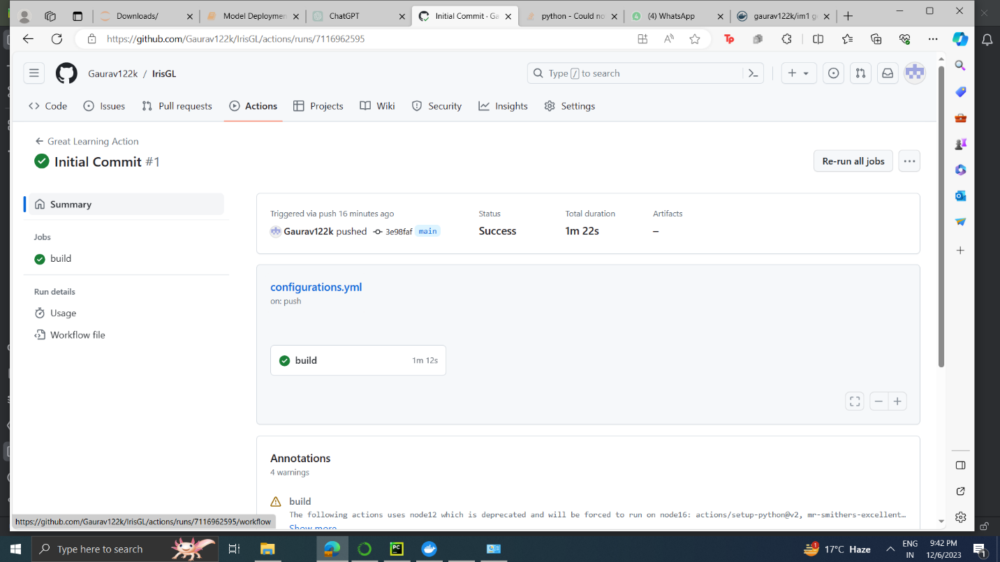 Downloads/
Model Deploymen
ChatGPT
Initial Commit · Ga
python - Could no
(4) WhatsApp
gaurav122k/im1 ge
https://github.com/Gaurav122k/IrisGL/actions/runs/7116962595
Gaurav122k / IrisGL
Type / to search
Code
Issues
Pull requests
Actions
Projects
Wiki
Security
Insights
Settings
Great Learning Action
Initial Commit #1
Re-run all jobs
Summary
Jobs
build
Run details
Usage
Workflow file
Triggered via push 16 minutes ago
Gaurav122k pushed 3e98faf main
Status
Success
Total duration
1m 22s
Artifacts
–
configurations.yml
on: push
build 1m 12s
Annotations
4 warnings
build
The following actions uses node12 which is deprecated and will be forced to run on node16: actions/setup-python@v2, mr-smithers-excellent…
Show more
https://github.com/Gaurav122k/IrisGL/actions/runs/7116962595/workflow
Type here to search
17°C Haze
ENG
IN
9:42 PM
12/6/2023